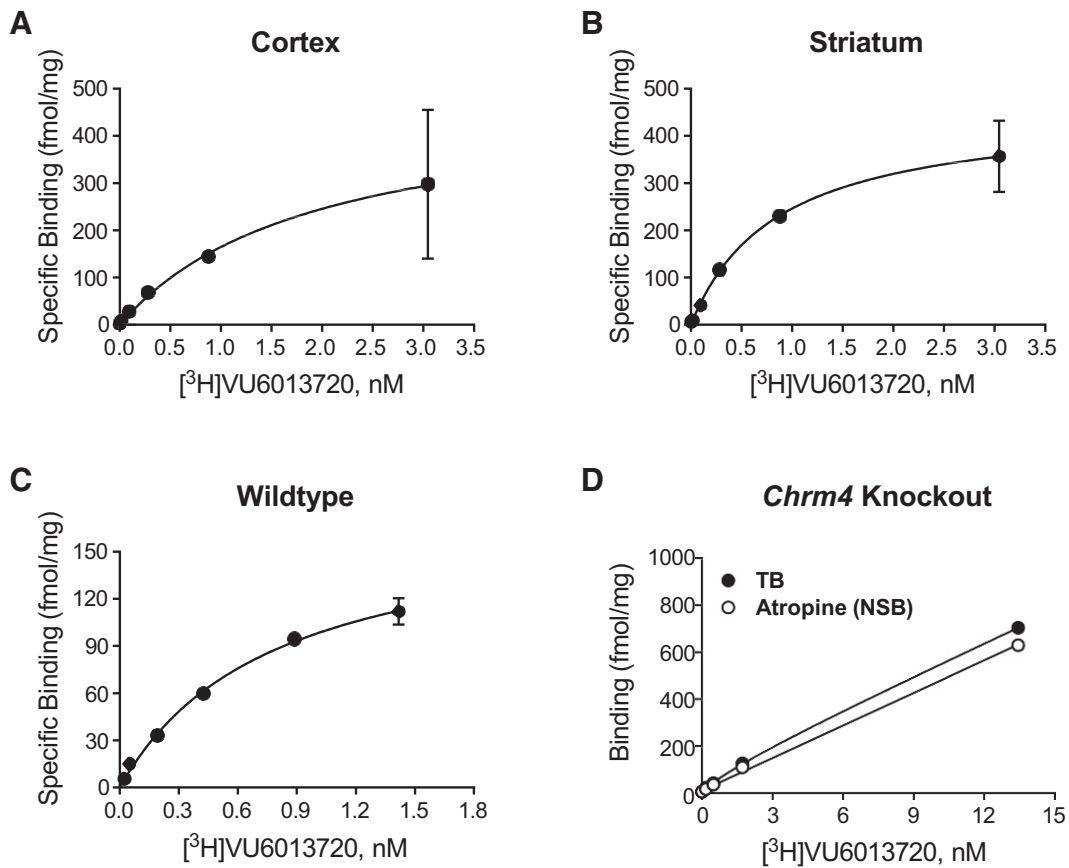 A
Cortex
Specific Binding (fmol/mg)
500
400
300
200
100
0
0.0 0.5 1.0 1.5 2.0 2.5 3.0 3.5
[³H]VU6013720, nM
B
Striatum
Specific Binding (fmol/mg)
500
400
300
200
100
0
0.0 0.5 1.0 1.5 2.0 2.5 3.0 3.5
[³H]VU6013720, nM
C
Wildtype
Specific Binding (fmol/mg)
150
120
90
60
30
0
0.0 0.3 0.6 0.9 1.2 1.5 1.8
[³H]VU6013720, nM
D
Chrm4 Knockout
Binding (fmol/mg)
1000
800
600
400
200
0
TB
Atropine (NSB)
0 3 6 9 12 15
[³H]VU6013720, nM